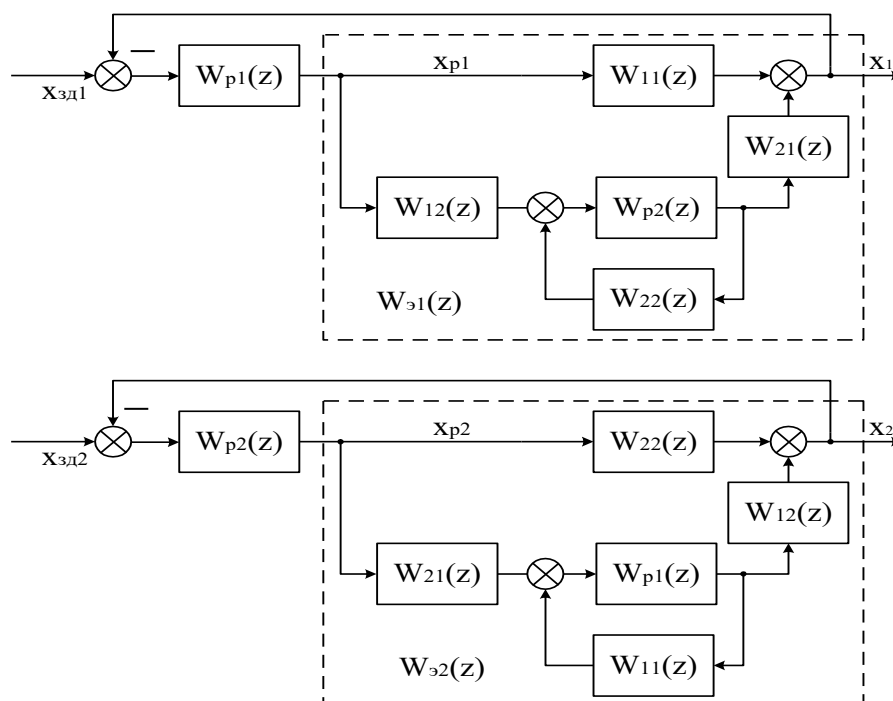 Wp1(z)
xp1
W11(z)
x1
xзд1
W21(z)
W12(z)
Wp2(z)
Wэ1(z)
W22(z)
Wp2(z)
xp2
W22(z)
x2
xзд2
W12(z)
W21(z)
Wp1(z)
Wэ2(z)
W11(z)